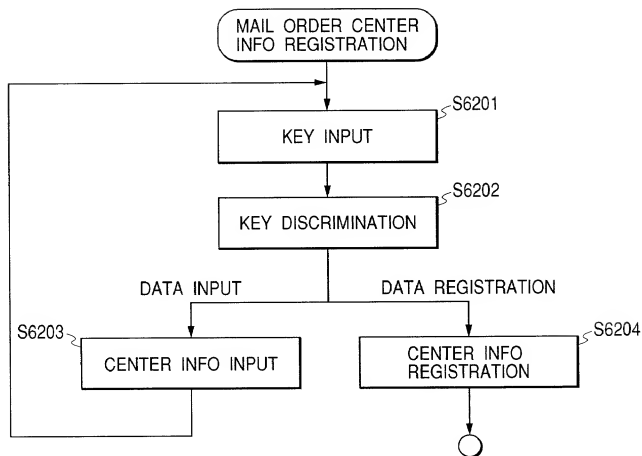 MAIL ORDER CENTER
INFO REGISTRATION
S6201
KEY INPUT
S6202
KEY DISCRIMINATION
DATA INPUT
DATA REGISTRATION
S6203
CENTER INFO INPUT
S6204
CENTER INFO
REGISTRATION